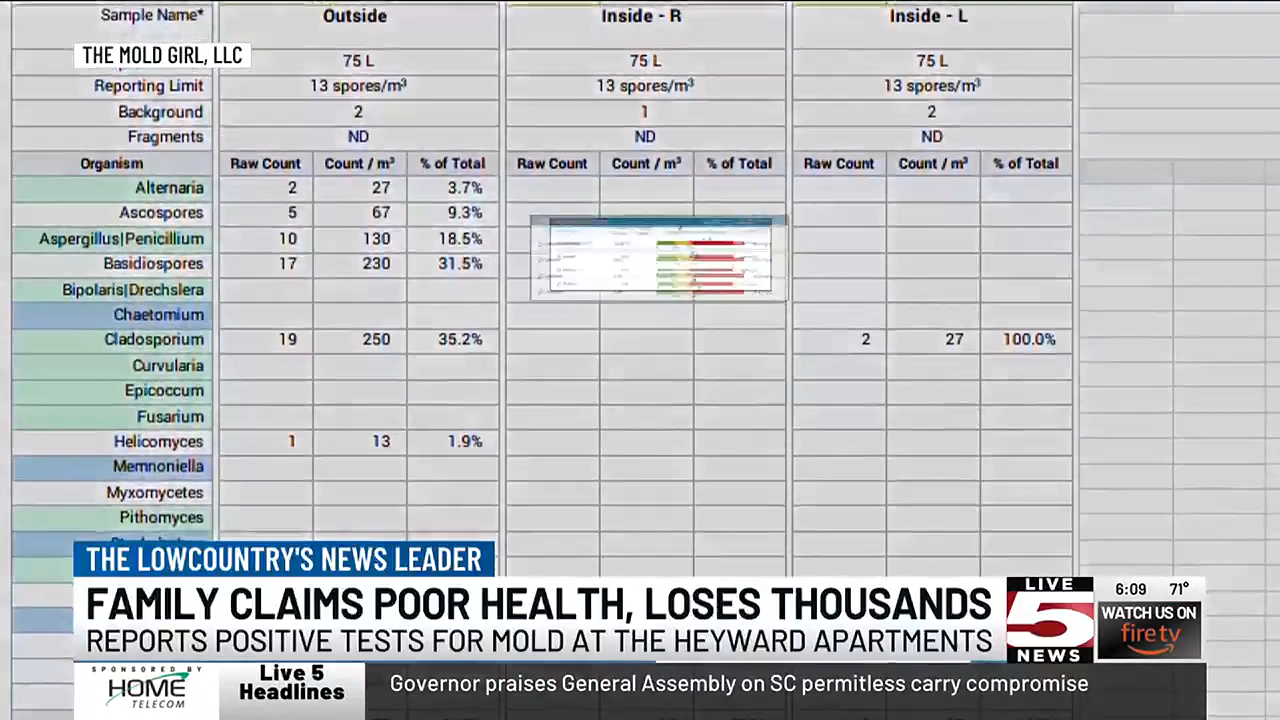 Sample Name* Outside Inside - R Inside - L
THE MOLD GIRL, LLC
75 L 75 L 75 L
Reporting Limit 13 spores/m³ 13 spores/m³ 13 spores/m³
Background 2 1 2
Fragments ND ND ND
Organism Raw Count Count / m³ % of Total Raw Count Count / m³ % of Total Raw Count Count / m³ % of Total
Alternaria 2 27 3.7%
Ascospores 5 67 9.3%
Aspergillus|Penicillium 10 130 18.5%
Basidiospores 17 230 31.5%
Bipolaris|Drechslera
Chaetomium
Cladosporium 19 250 35.2% 2 27 100.0%
Curvularia
Epicoccum
Fusarium
Helicomyces 1 13 1.9%
Memnoniella
Myxomycetes
Pithomyces
THE LOWCOUNTRY'S NEWS LEADER
FAMILY CLAIMS POOR HEALTH, LOSES THOUSANDS
REPORTS POSITIVE TESTS FOR MOLD AT THE HEYWARD APARTMENTS
LIVE
5
NEWS
6:09 71°
WATCH US ON
fire tv
SPONSORED BY
HOME
TELECOM
Live 5
Headlines
Governor praises General Assembly on SC permitless carry compromise